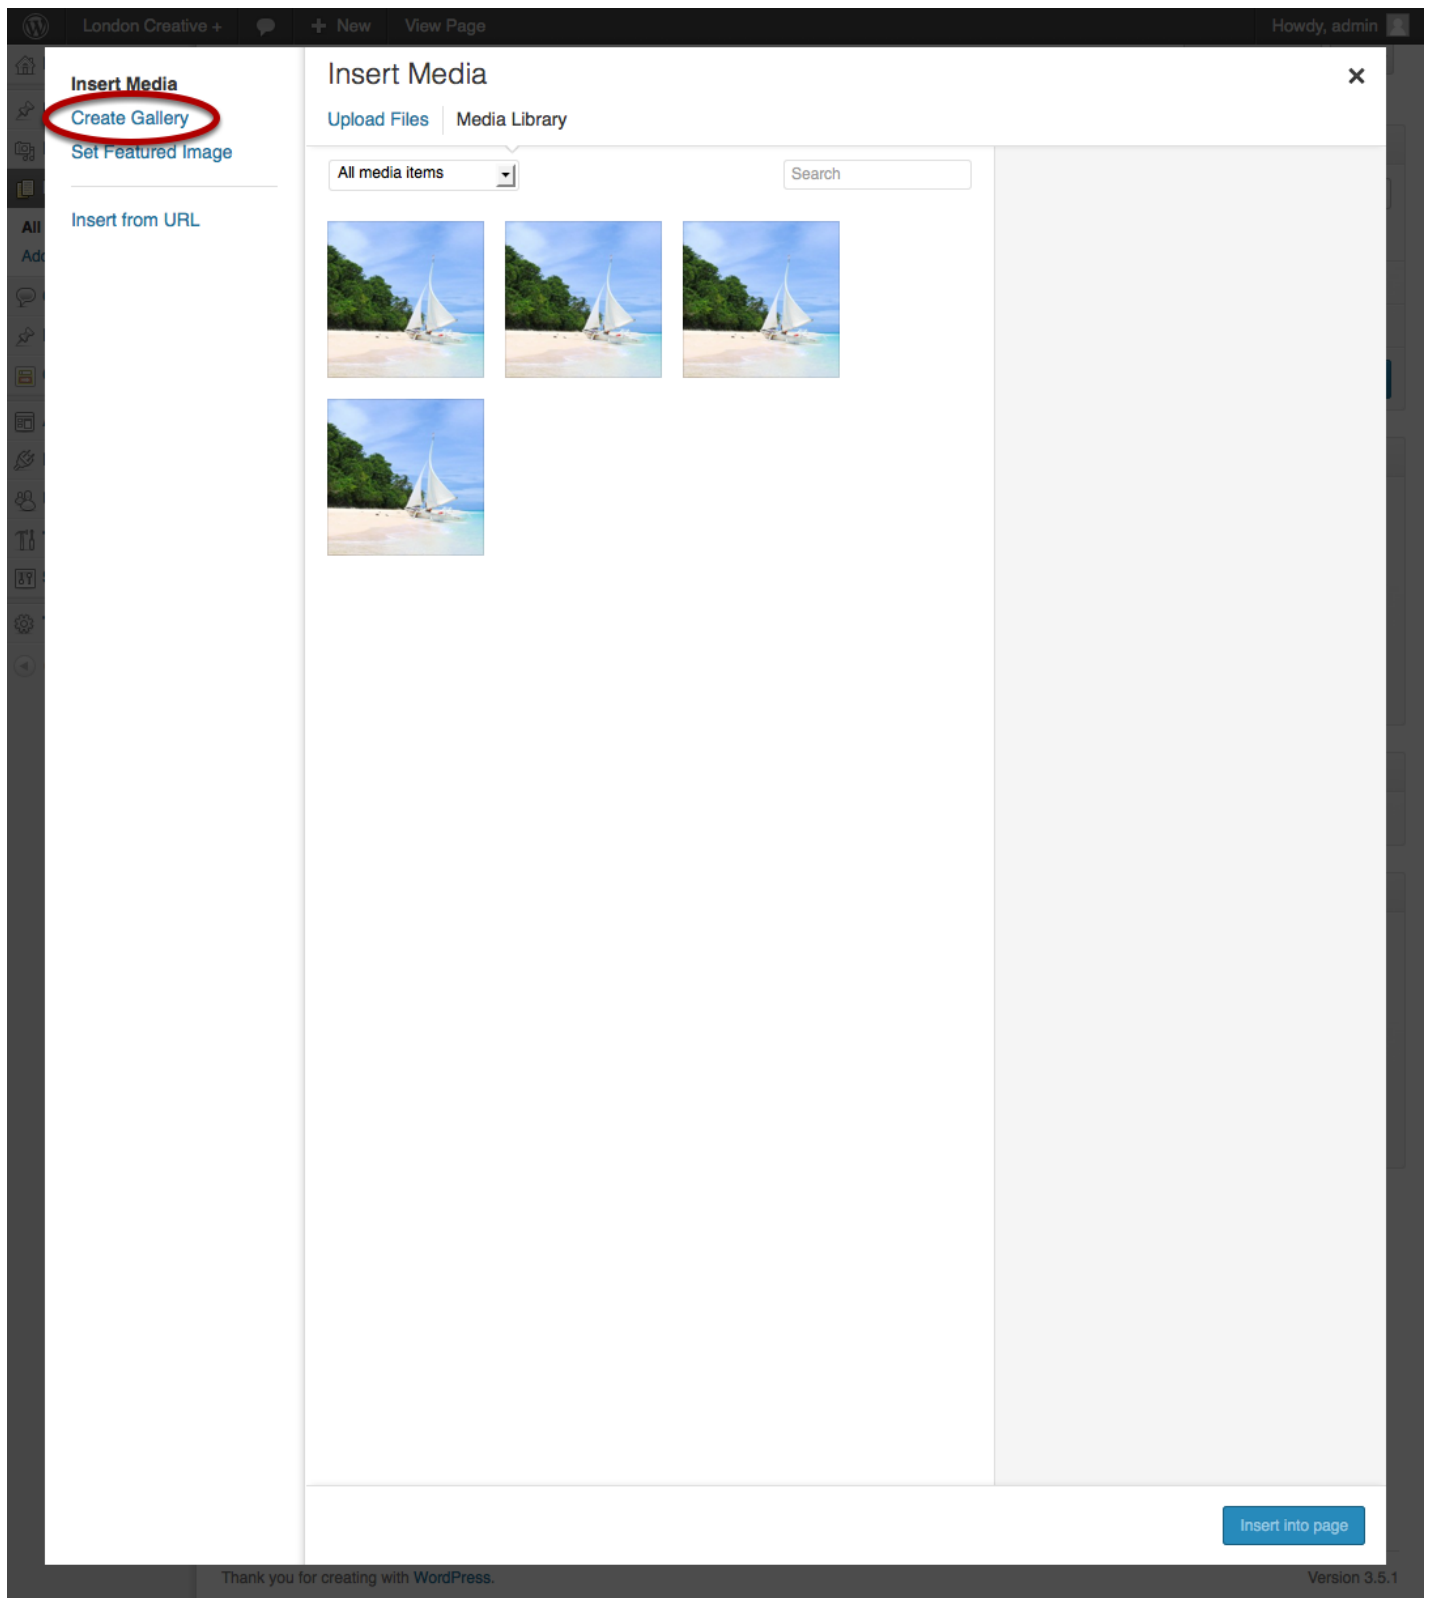 London Creative +
New
View Page
Howdy, admin
Insert Media
Create Gallery
Set Featured Image
Insert from URL
Insert Media
Upload Files
Media Library
All media items
Search
All
Add
Insert into page
Thank you for creating with WordPress.
Version 3.5.1